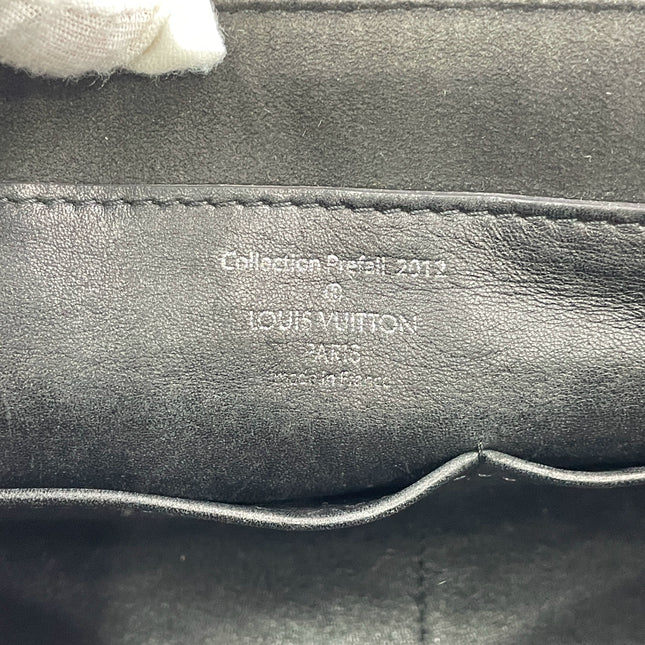 Collection Prefall 2012
®
LOUIS VUITTON
PARIS
made in France